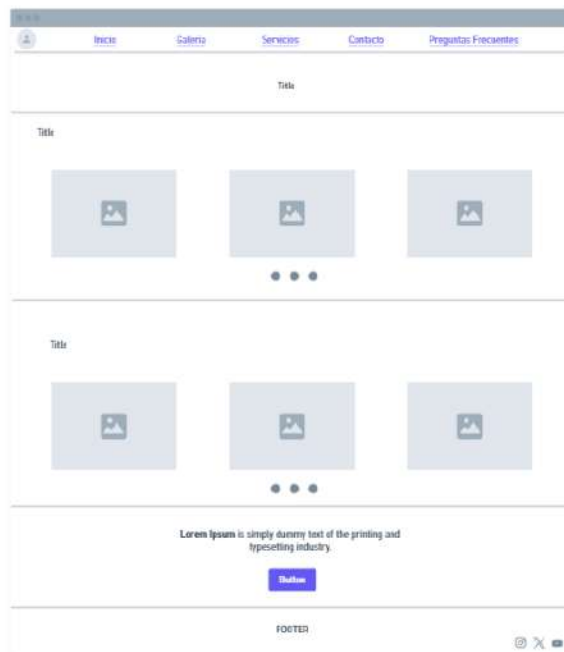 Inicio
Galeria
Servicios
Contacto
Preguntas Frecuentes
Title
Title
Title
Lorem Ipsum is simply dummy text of the printing and
typesetting industry.
Button
FOOTER